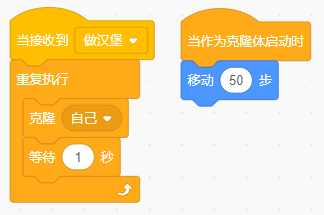 当接收到 做汉堡
重复执行
克隆 自己
等待 1 秒
当作为克隆体启动时
移动 50 步